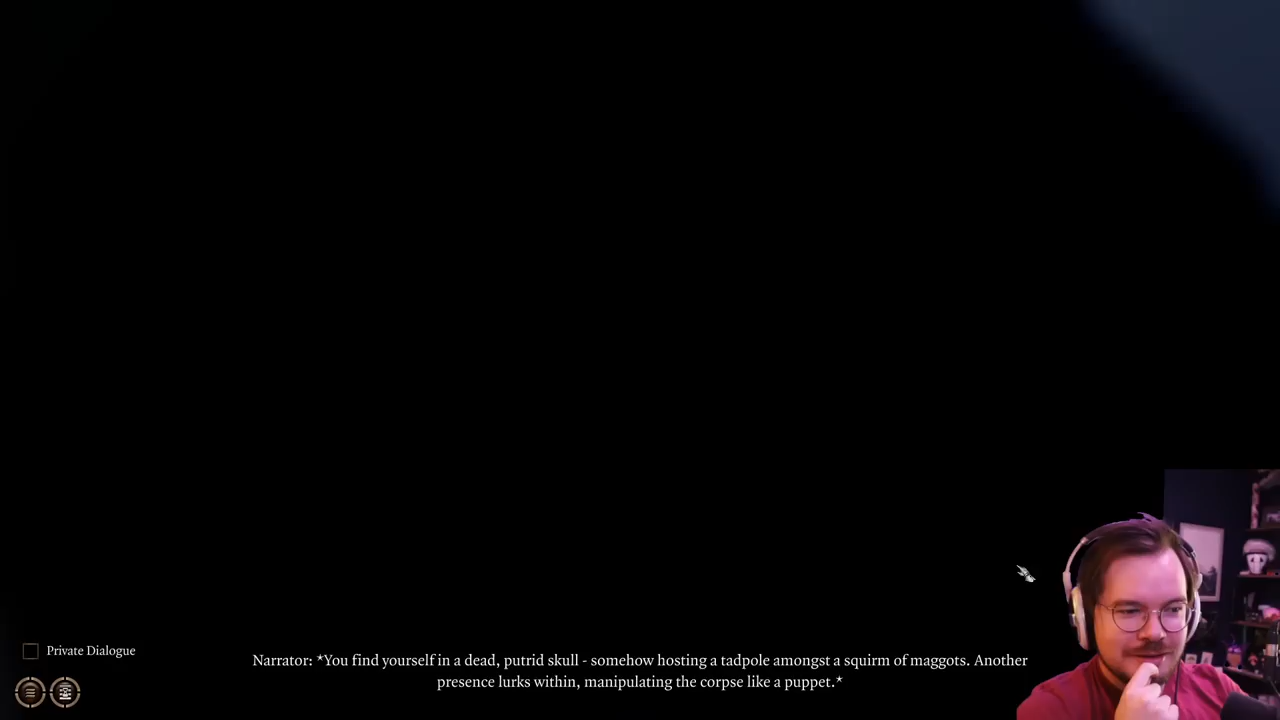 Private Dialogue
Narrator: *You find yourself in a dead, putrid skull - somehow hosting a tadpole amongst a squirm of maggots. Another
presence lurks within, manipulating the corpse like a puppet.*